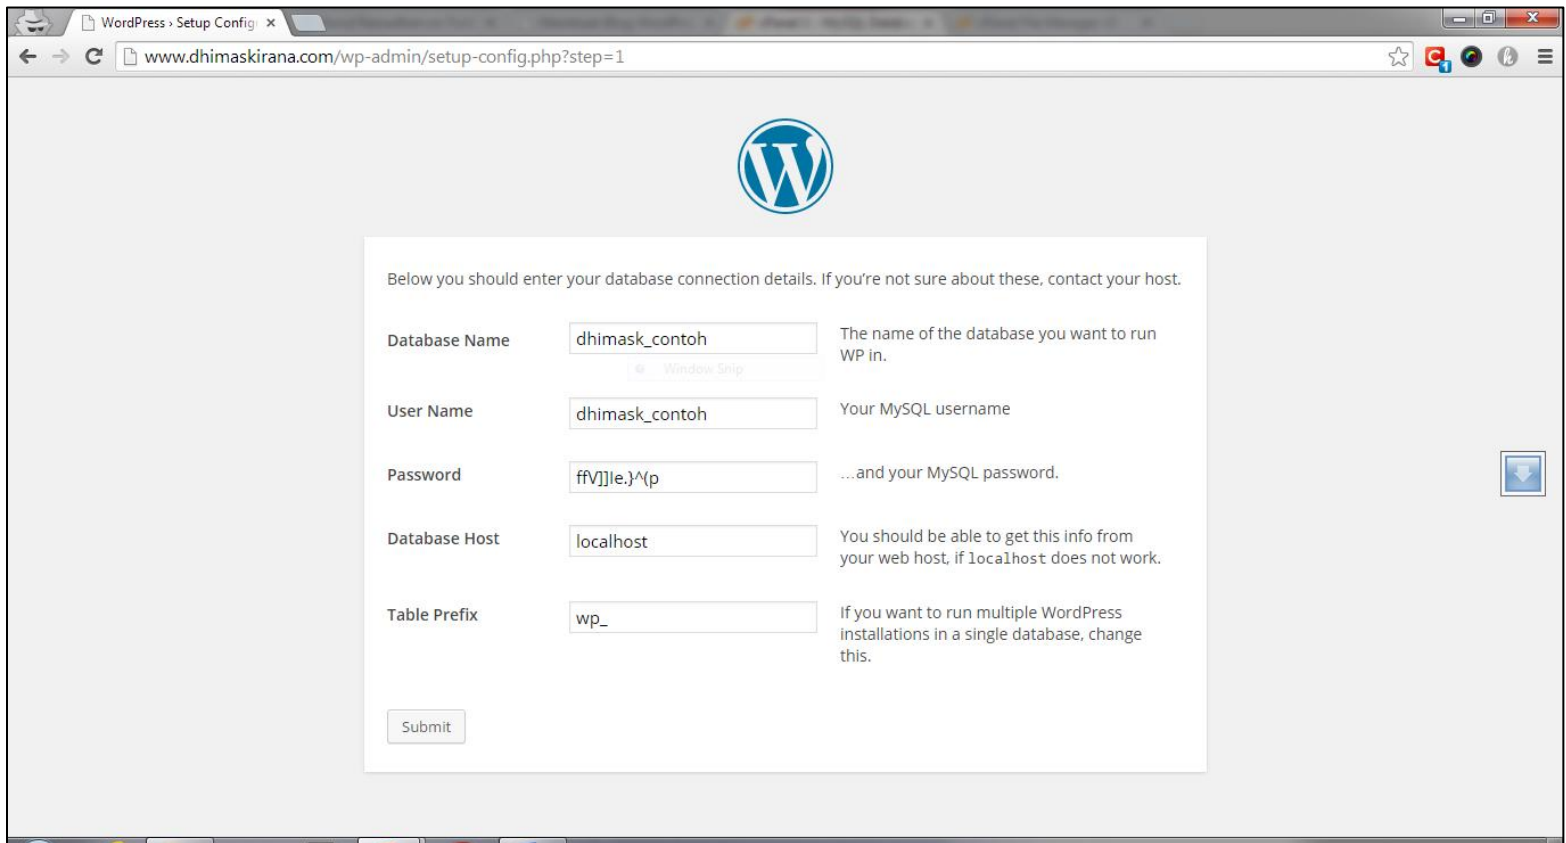 WordPress › Setup Config
www.dhimaskirana.com/wp-admin/setup-config.php?step=1
Below you should enter your database connection details. If you’re not sure about these, contact your host.
Database Name
dhimask_contoh
The name of the database you want to run
WP in.
Window Snip
User Name
dhimask_contoh
Your MySQL username
Password
…and your MySQL password.
Database Host
localhost
You should be able to get this info from
your web host, if localhost does not work.
Table Prefix
wp_
If you want to run multiple WordPress
installations in a single database, change
this.
Submit